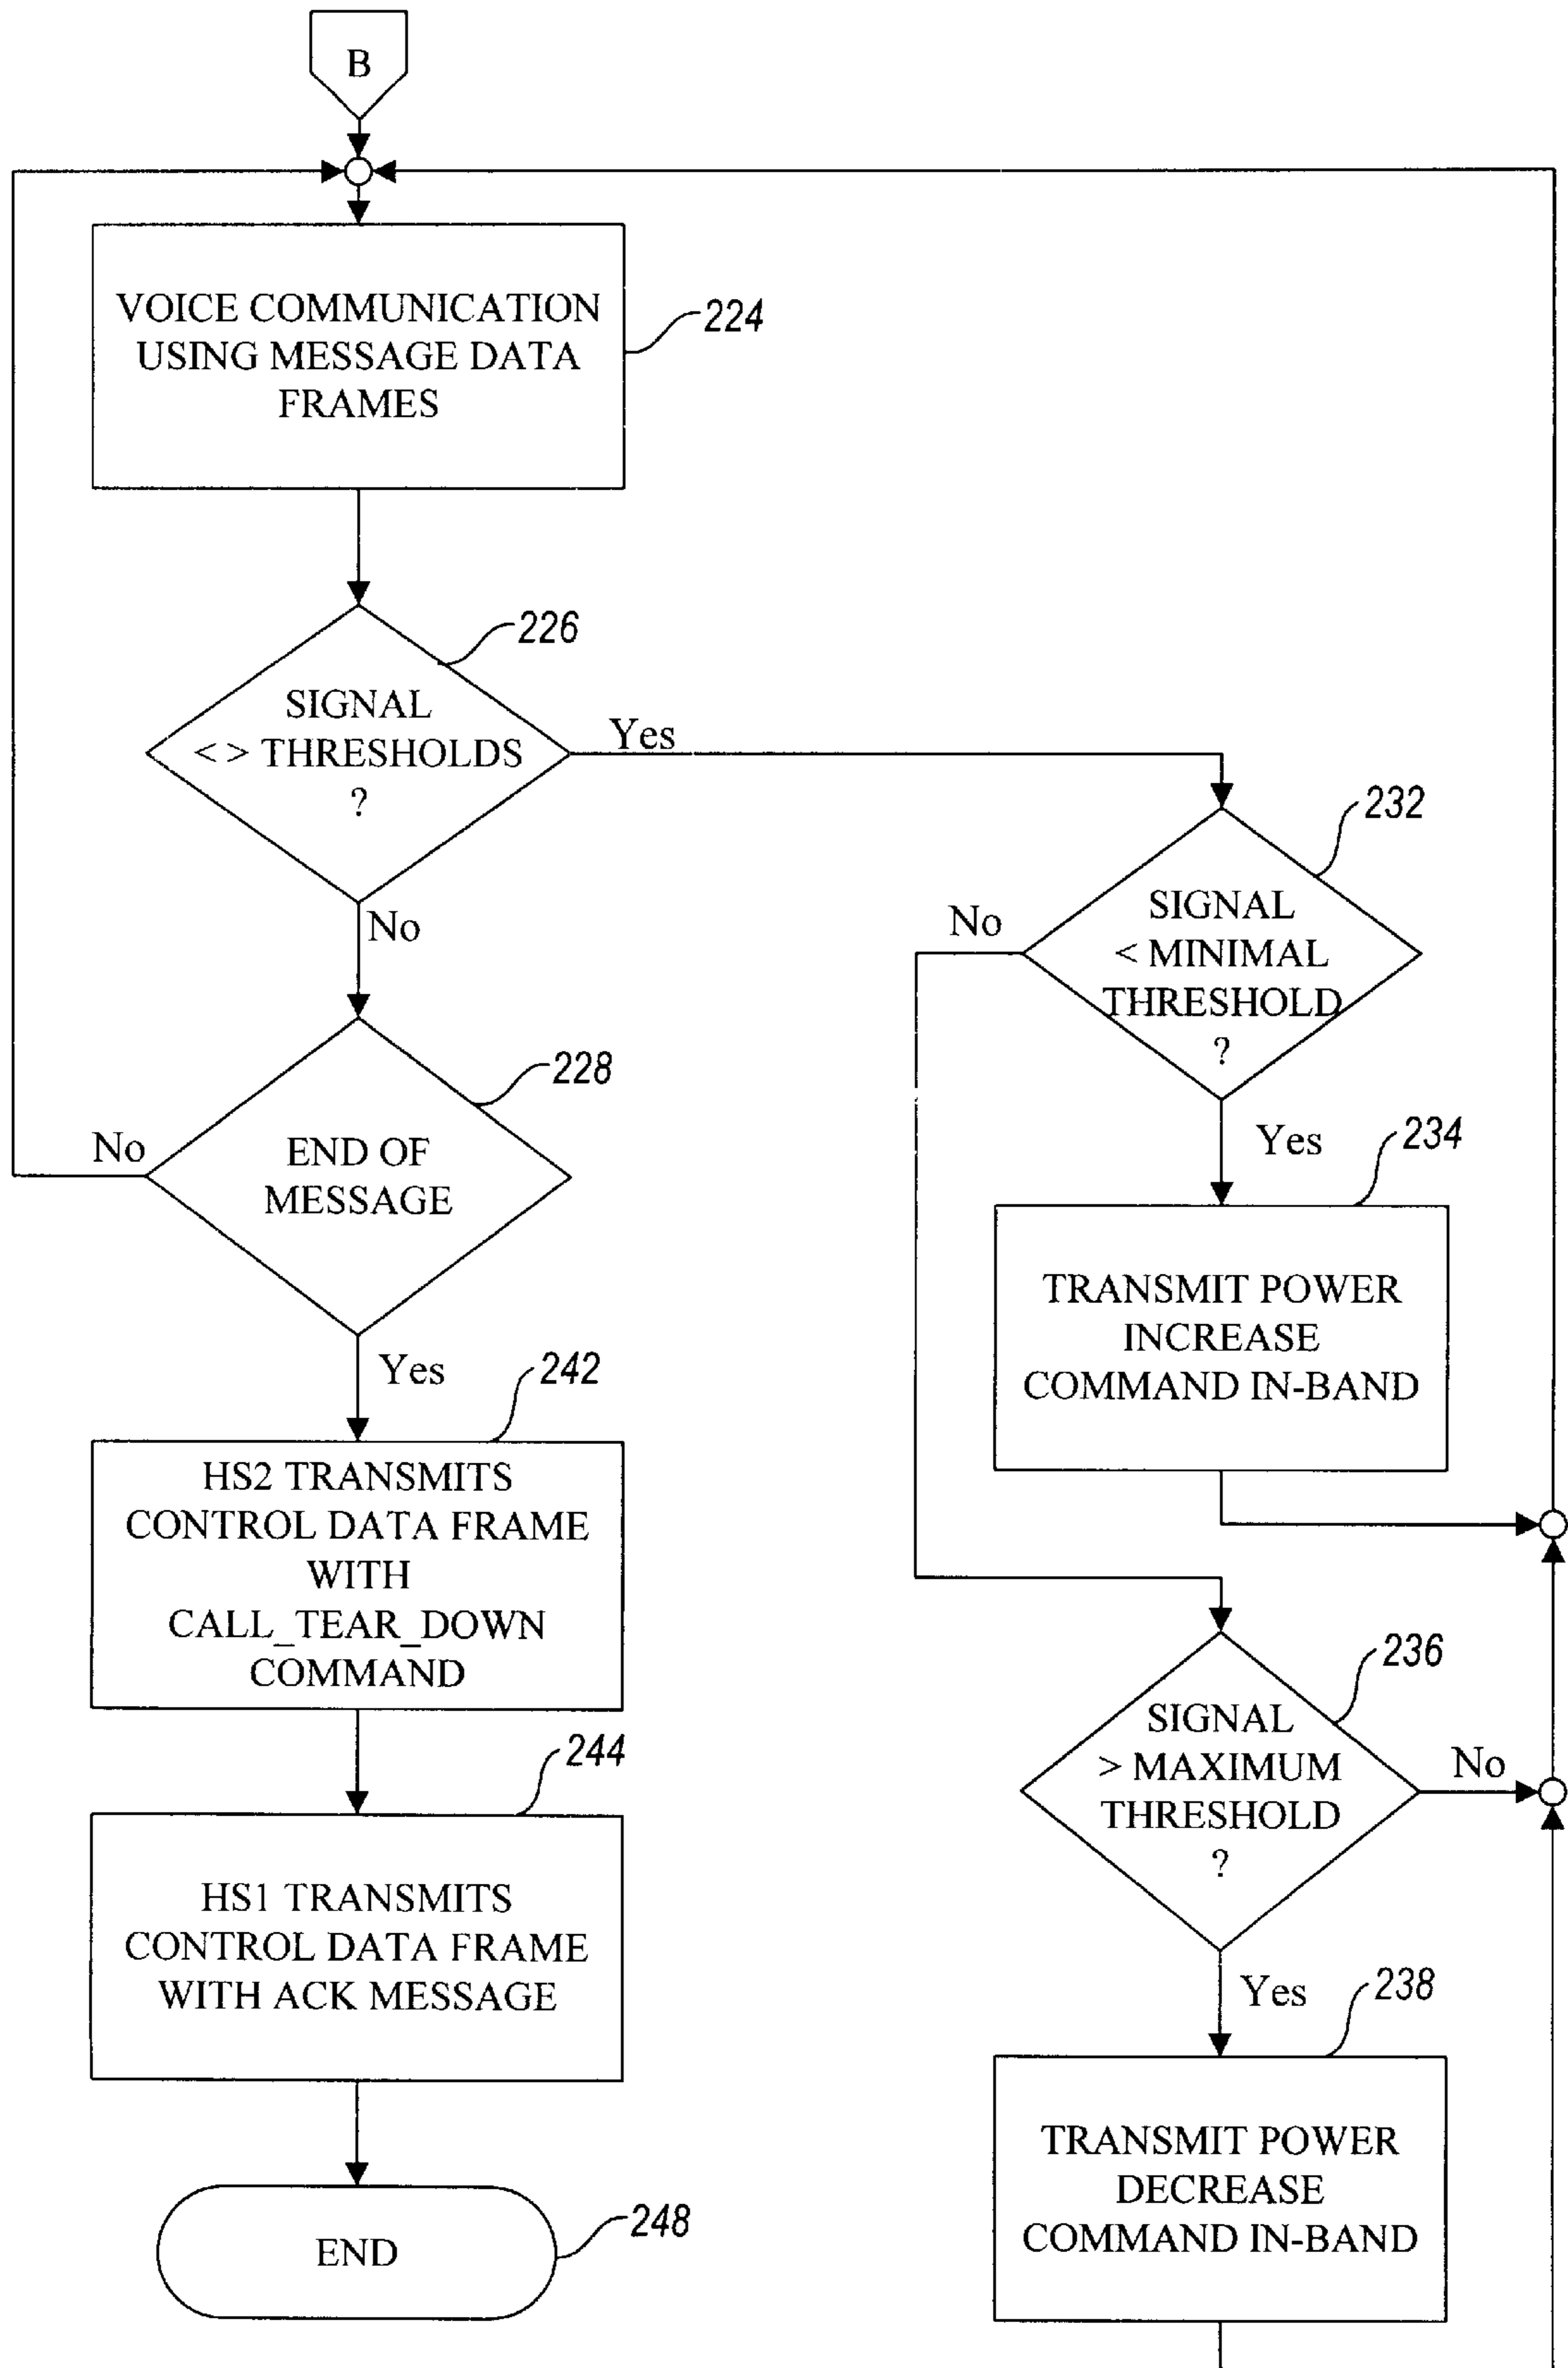 B
VOICE COMMUNICATION
USING MESSAGE DATA
FRAMES
224
SIGNAL
< > THRESHOLDS
?
226
Yes
No
END OF
MESSAGE
228
No
Yes
HS2 TRANSMITS
CONTROL DATA FRAME
WITH
CALL_TEAR_DOWN
COMMAND
242
HS1 TRANSMITS
CONTROL DATA FRAME
WITH ACK MESSAGE
244
END
248
SIGNAL
< MINIMAL
THRESHOLD
?
232
No
Yes
TRANSMIT POWER
INCREASE
COMMAND IN-BAND
234
SIGNAL
> MAXIMUM
THRESHOLD
?
236
No
Yes
TRANSMIT POWER
DECREASE
COMMAND IN-BAND
238